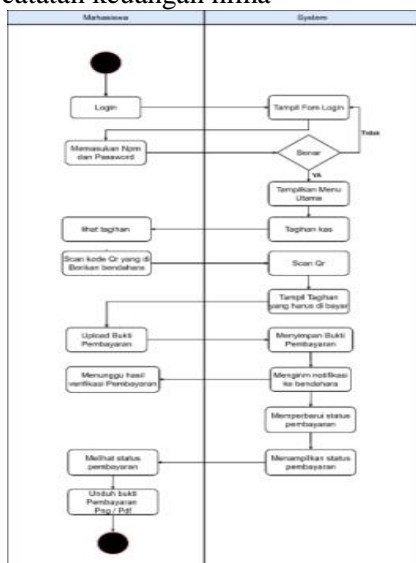 catatan keuangan hima
Mahasiswa
System
Login
Tampil Form Login
Tidak
Memasukan Npm
dan Password
Benar
YA
Tampilkan Menu
Utama
lihat tagihan
Tagihan kas
Scan kode Qr yang di
Berikan bendahara
Scan Qr
Tampil Tagihan
yang harus di bayar
Upload Bukti
Pembayaran
Menyimpan Bukti
Pembayaran
Menunggu hasil
verifikasi Pembayaran
Mengirim notifikasi
ke bendahara
Memperbarui status
pembayaran
Melihat status
pembayaran
Menampilkan status
pembayaran
Unduh bukti
Pembayaran
Png / Pdf